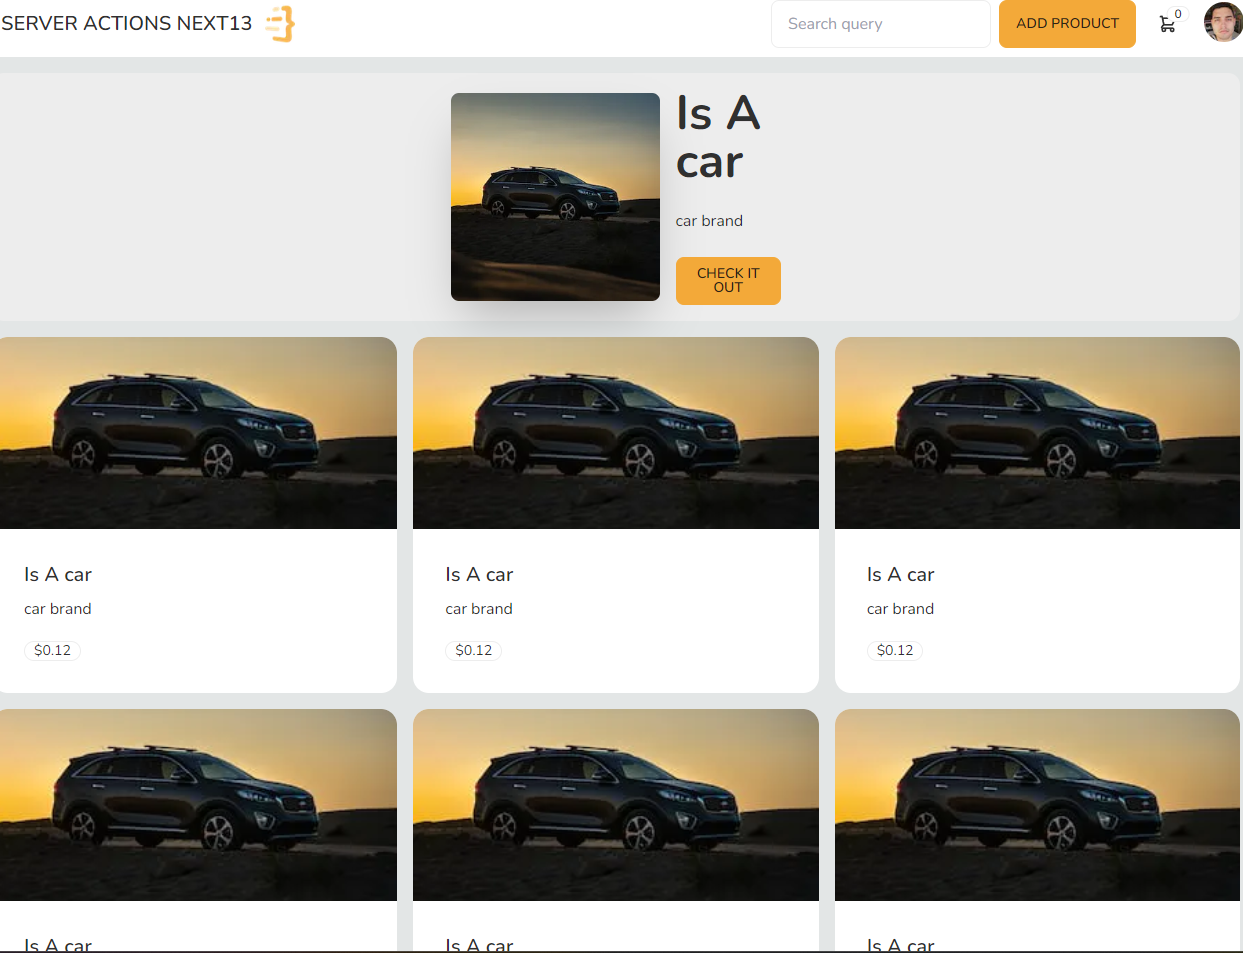 SERVER ACTIONS NEXT13
Search query
ADD PRODUCT
0
Is A
car
car brand
CHECK IT
OUT
Is A car
car brand
$0.12
Is A car
car brand
$0.12
Is A car
car brand
$0.12
Is A car
Is A car
Is A car